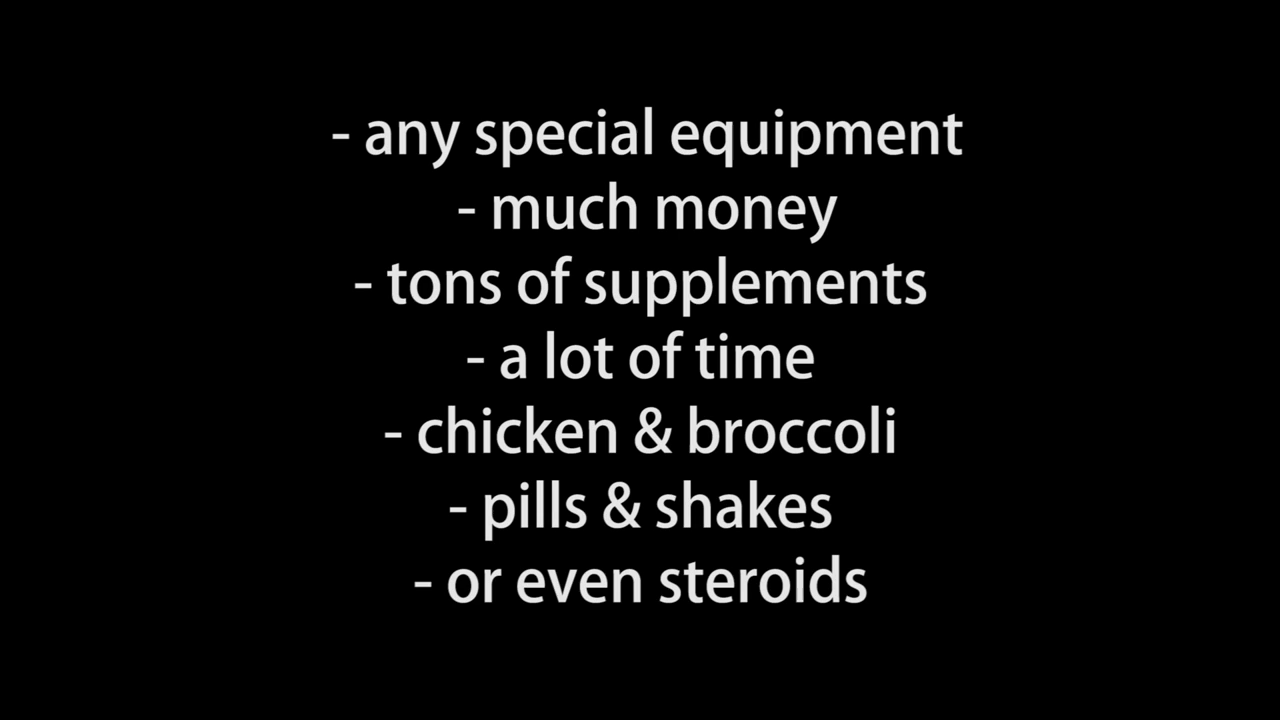 - any special equipment
- much money
- tons of supplements
- a lot of time
- chicken & broccoli
- pills & shakes
- or even steroids